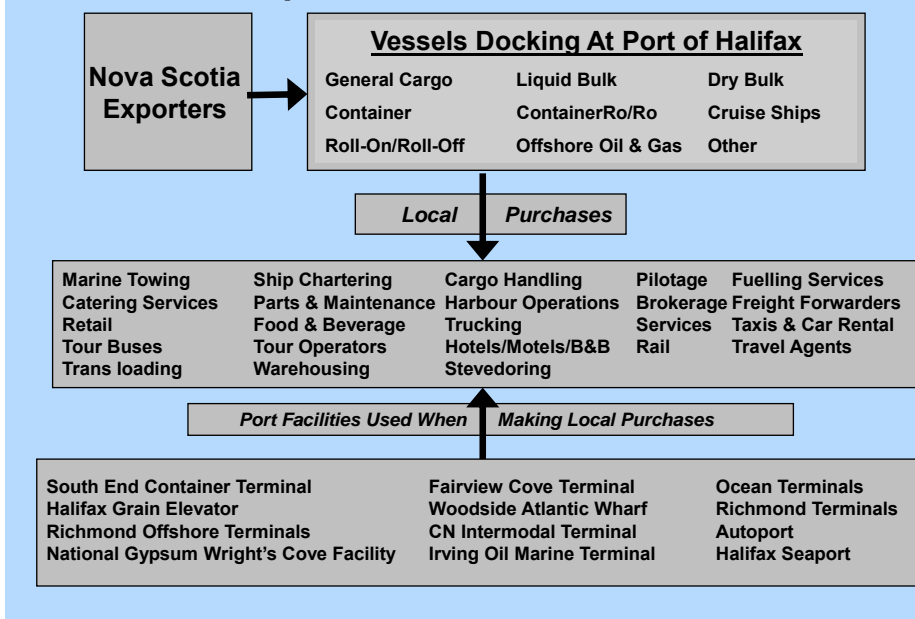 Vessels Docking At Port of Halifax
Nova Scotia
Exporters
General Cargo Liquid Bulk Dry Bulk
Container ContainerRo/Ro Cruise Ships
Roll-On/Roll-Off Offshore Oil & Gas Other
Local Purchases
Marine Towing Ship Chartering Cargo Handling Pilotage Fuelling Services
Catering Services Parts & Maintenance Harbour Operations Brokerage Freight Forwarders
Retail Food & Beverage Trucking Services Taxis & Car Rental
Tour Buses Tour Operators Hotels/Motels/B&B Rail Travel Agents
Trans loading Warehousing Stevedoring
Port Facilities Used When Making Local Purchases
South End Container Terminal Fairview Cove Terminal Ocean Terminals
Halifax Grain Elevator Woodside Atlantic Wharf Richmond Terminals
Richmond Offshore Terminals CN Intermodal Terminal Autoport
National Gypsum Wright's Cove Facility Irving Oil Marine Terminal Halifax Seaport